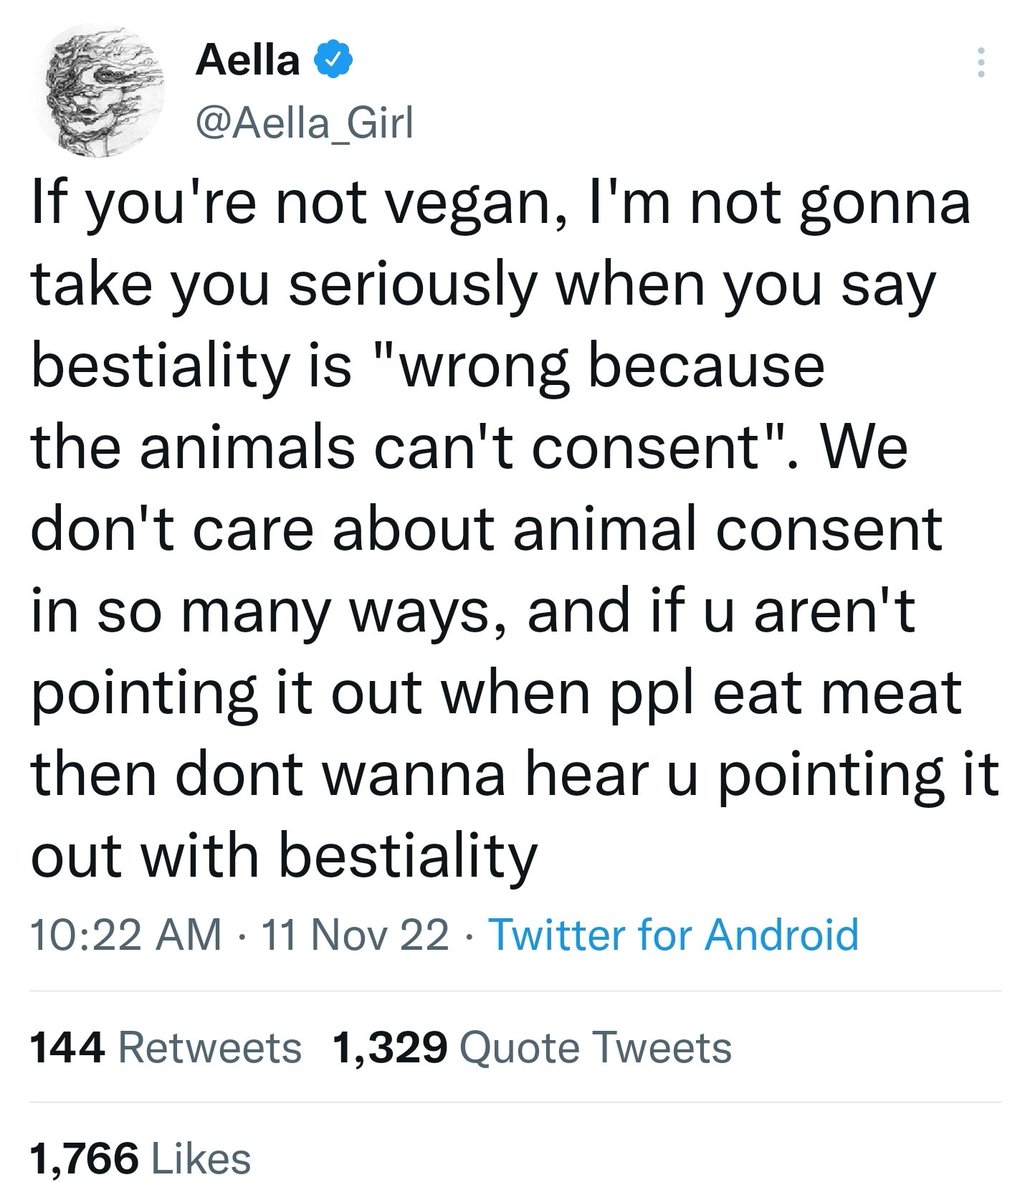 Aella
@Aella_Girl
If you're not vegan, I'm not gonna
take you seriously when you say
bestiality is "wrong because
the animals can't consent". We
don't care about animal consent
in so many ways, and if u aren't
pointing it out when ppl eat meat
then dont wanna hear u pointing it
out with bestiality
10:22 AM · 11 Nov 22 · Twitter for Android
144 Retweets 1,329 Quote Tweets
1,766 Likes